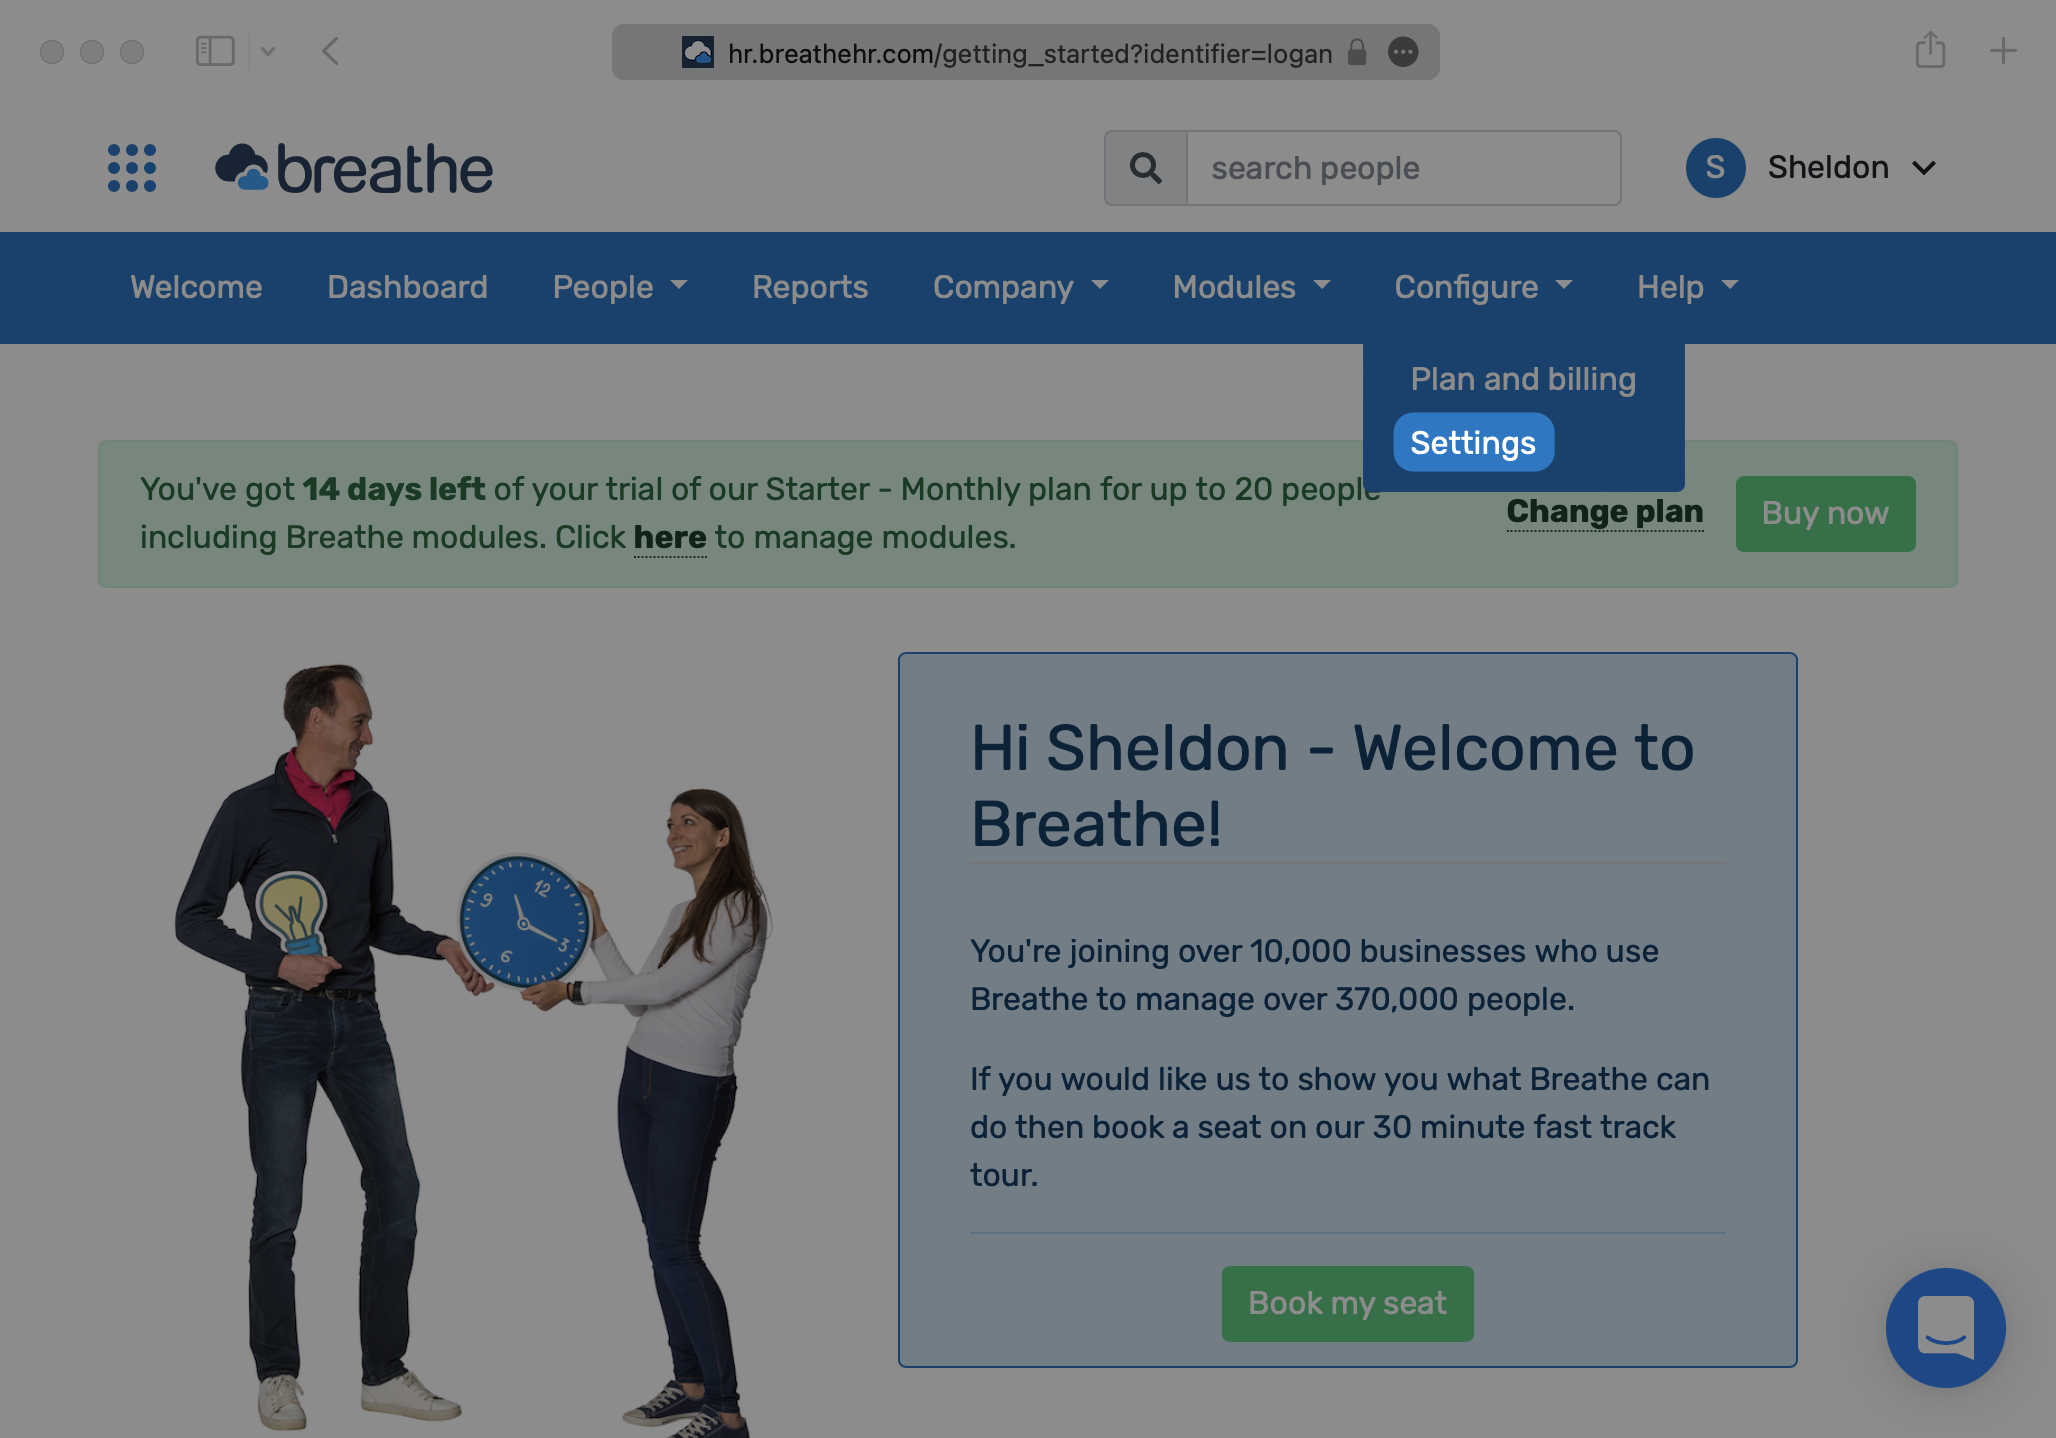 hr.breathehr.com/getting_started?identifier=logan
breathe
search people
S
Sheldon
Welcome
Dashboard
People
Reports
Company
Modules
Configure
Help
Plan and billing
Settings
You've got 14 days left of your trial of our Starter - Monthly plan for up to 20 people
including Breathe modules. Click here to manage modules.
Change plan
Buy now
12
9
3
6
Hi Sheldon - Welcome to
Breathe!
You're joining over 10,000 businesses who use
Breathe to manage over 370,000 people.
If you would like us to show you what Breathe can
do then book a seat on our 30 minute fast track
tour.
Book my seat